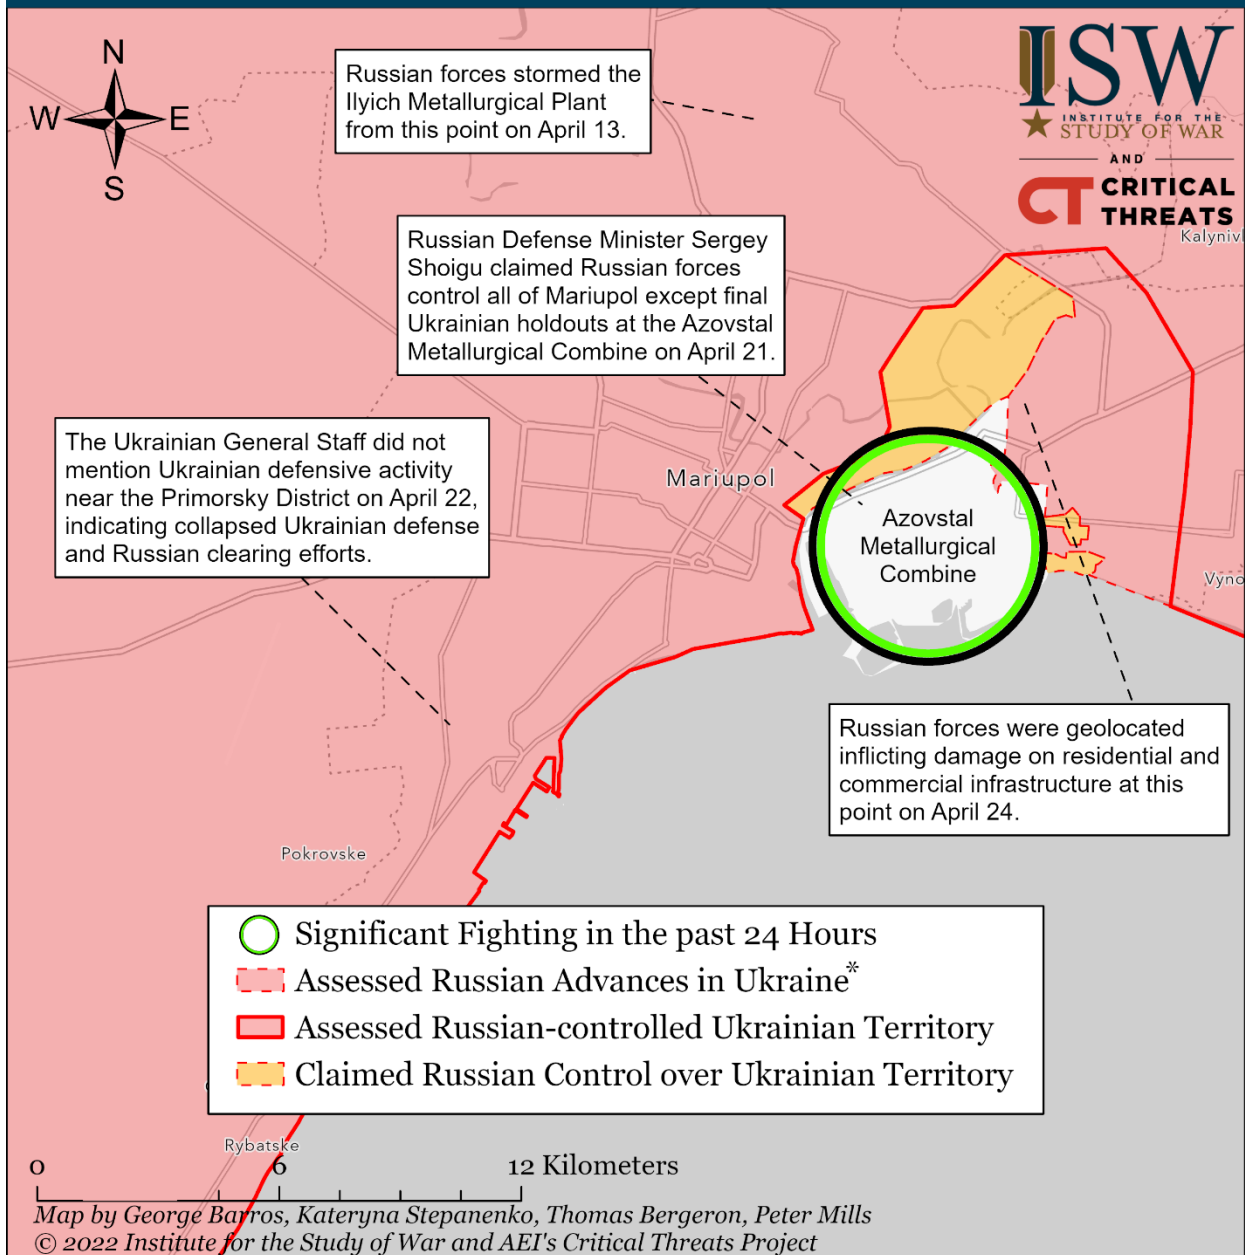 N
W E
S
Russian forces stormed the
Ilyich Metallurgical Plant
from this point on April 13.
ISW
INSTITUTE FOR THE
STUDY OF WAR
AND
CT CRITICAL
THREATS
Russian Defense Minister Sergey
Shoigu claimed Russian forces
control all of Mariupol except final
Ukrainian holdouts at the Azovstal
Metallurgical Combine on April 21.
The Ukrainian General Staff did not
mention Ukrainian defensive activity
near the Primorsky District on April 22,
indicating collapsed Ukrainian defense
and Russian clearing efforts.
Mariupol
Azovstal
Metallurgical
Combine
Russian forces were geolocated
inflicting damage on residential and
commercial infrastructure at this
point on April 24.
Pokrovske
Significant Fighting in the past 24 Hours
Assessed Russian Advances in Ukraine*
Assessed Russian-controlled Ukrainian Territory
Claimed Russian Control over Ukrainian Territory
Rybatske
0 6 12 Kilometers
Map by George Barros, Kateryna Stepanenko, Thomas Bergeron, Peter Mills
© 2022 Institute for the Study of War and AEI's Critical Threats Project